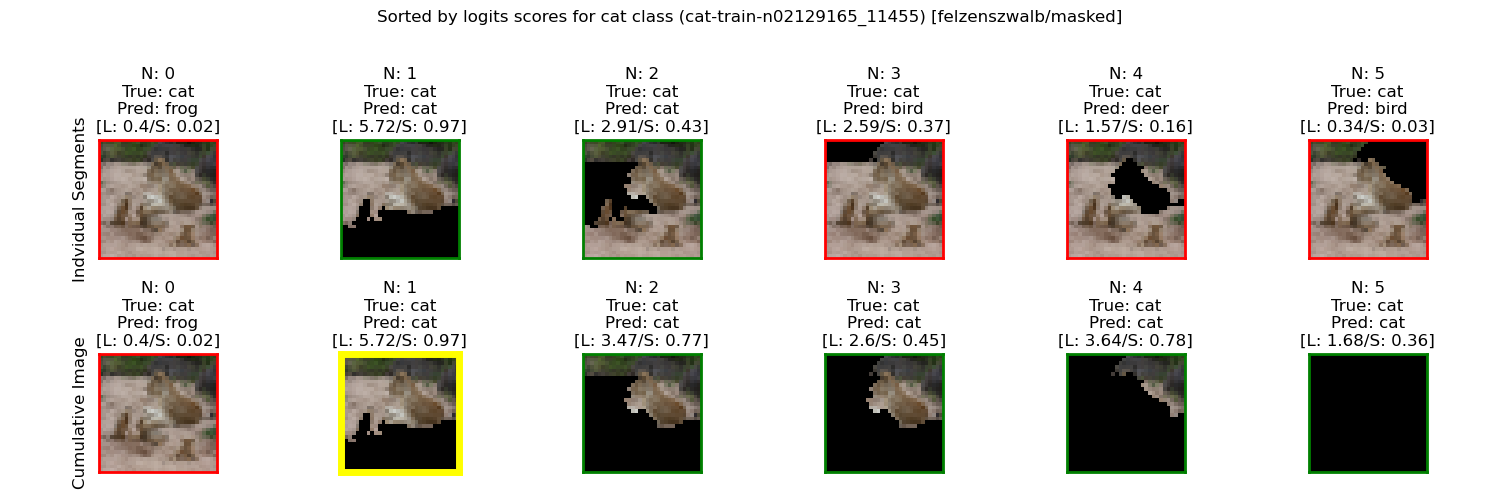 Sorted by logits scores for cat class (cat-train-n02129165_11455) [felzenszwalb/masked]
Indvidual Segments
N: 0
True: cat
Pred: frog
[L: 0.4/S: 0.02]
N: 1
True: cat
Pred: cat
[L: 5.72/S: 0.97]
N: 2
True: cat
Pred: cat
[L: 2.91/S: 0.43]
N: 3
True: cat
Pred: bird
[L: 2.59/S: 0.37]
N: 4
True: cat
Pred: deer
[L: 1.57/S: 0.16]
N: 5
True: cat
Pred: bird
[L: 0.34/S: 0.03]
Cumulative Image
N: 0
True: cat
Pred: frog
[L: 0.4/S: 0.02]
N: 1
True: cat
Pred: cat
[L: 5.72/S: 0.97]
N: 2
True: cat
Pred: cat
[L: 3.47/S: 0.77]
N: 3
True: cat
Pred: cat
[L: 2.6/S: 0.45]
N: 4
True: cat
Pred: cat
[L: 3.64/S: 0.78]
N: 5
True: cat
Pred: cat
[L: 1.68/S: 0.36]